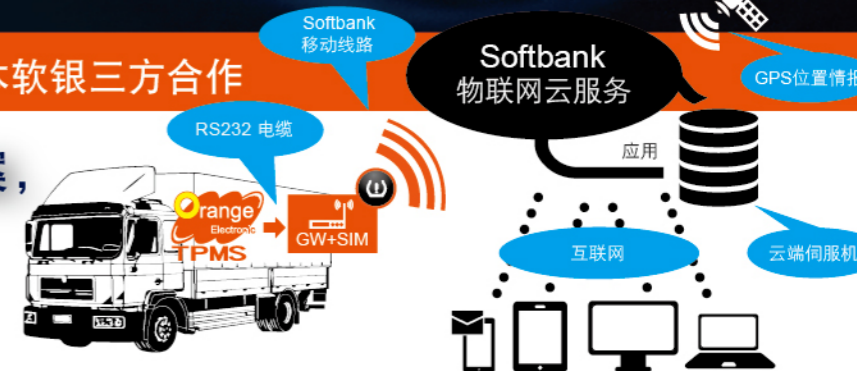 Softbank
移动线路
软银三方合作
Softbank
物联网云服务
GPS位置情报
RS232 电缆
应用
Orange
Electronic
TPMS
GW+SIM
互联网
云端伺服机